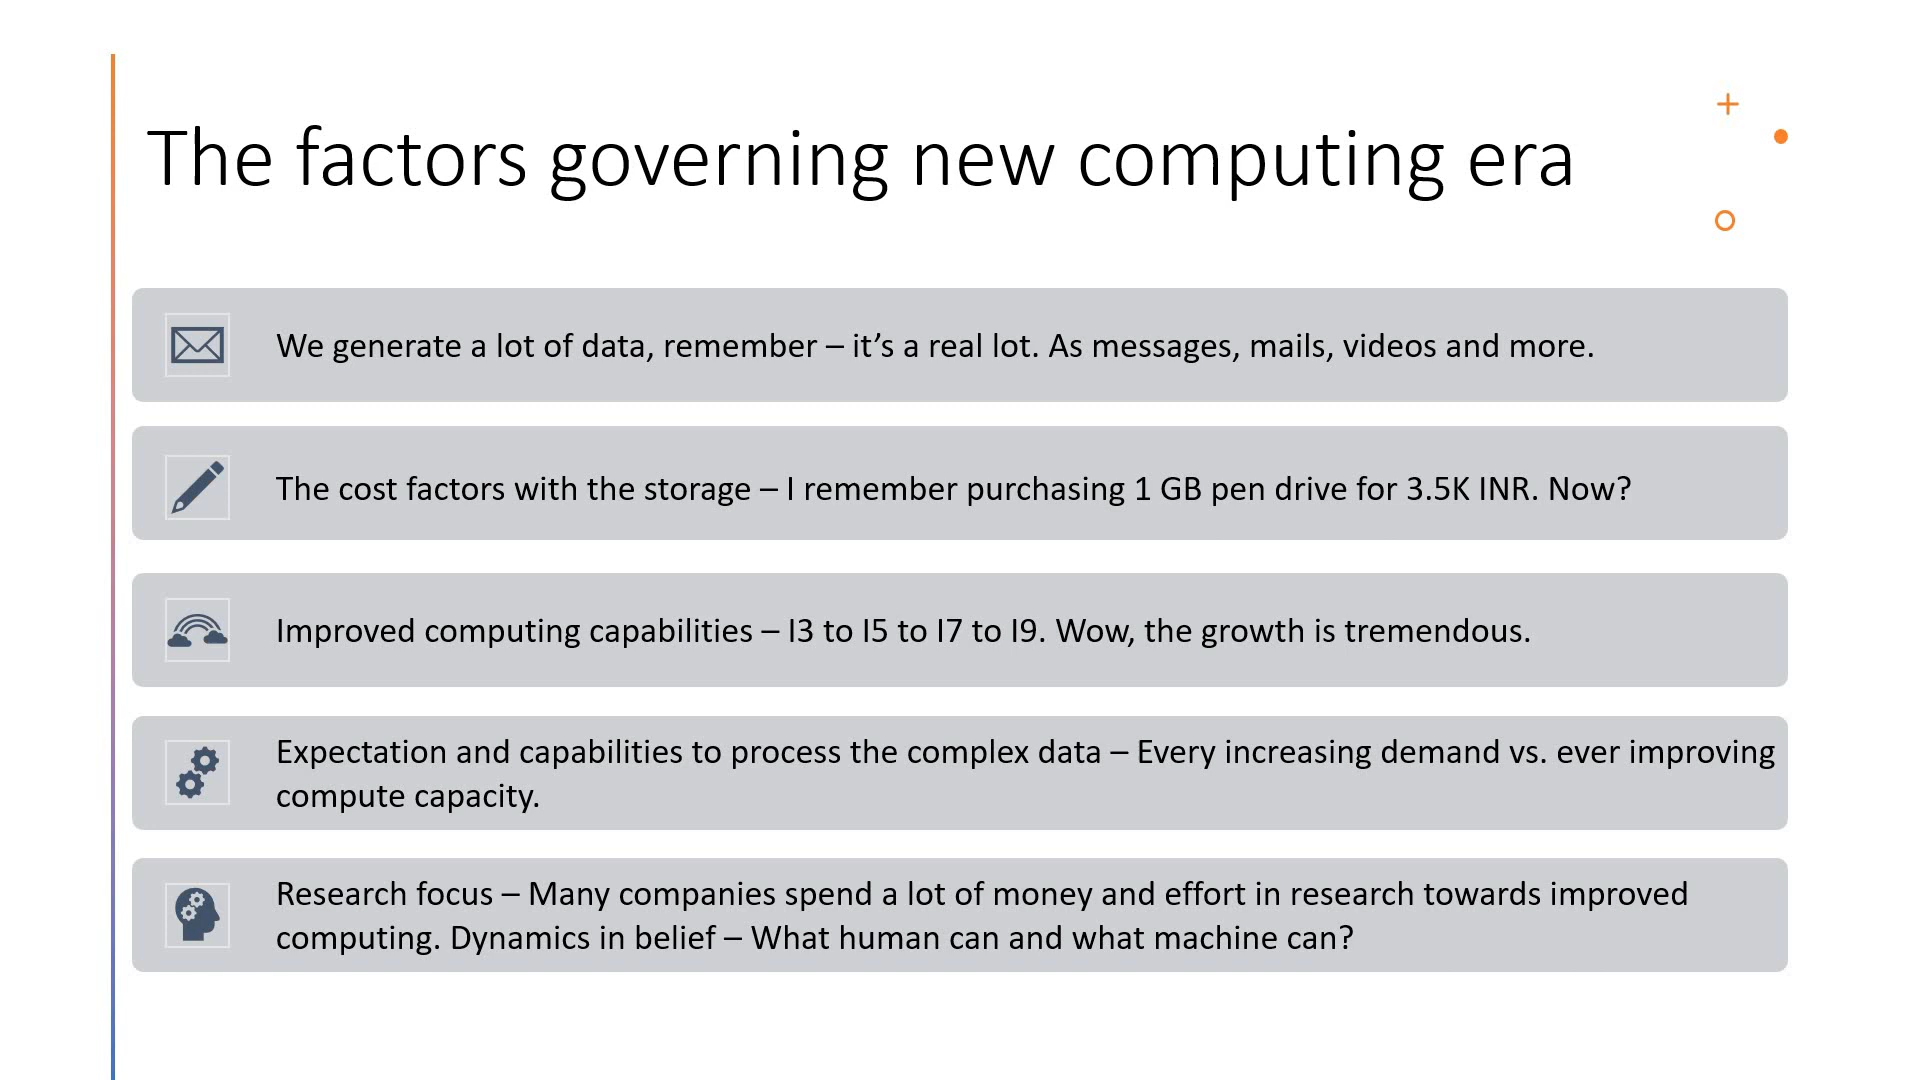 The factors governing new computing era
We generate a lot of data, remember – it’s a real lot. As messages, mails, videos and more.
The cost factors with the storage – I remember purchasing 1 GB pen drive for 3.5K INR. Now?
Improved computing capabilities – I3 to I5 to I7 to I9. Wow, the growth is tremendous.
Expectation and capabilities to process the complex data – Every increasing demand vs. ever improving
compute capacity.
Research focus – Many companies spend a lot of money and effort in research towards improved
computing. Dynamics in belief – What human can and what machine can?